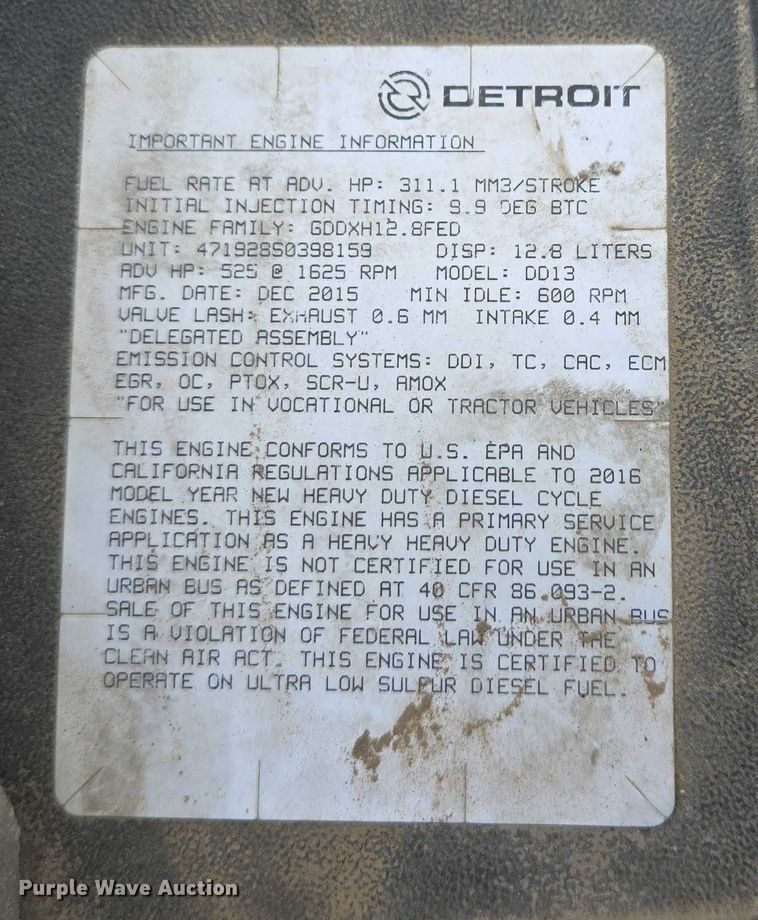 DETROIT
IMPORTANT ENGINE INFORMATION
FUEL RATE AT ADV. HP: 311.1 MM3/STROKE
INITIAL INJECTION TIMING: 9.9 DEG BTC
ENGINE FAMILY: GDDXH12.8FED
UNIT: 471928S0398159 DISP: 12.8 LITERS
ADV HP: 525 @ 1625 RPM MODEL: DD13
MFG. DATE: DEC 2015 MIN IDLE: 600 RPM
VALVE LASH: EXHAUST 0.6 MM INTAKE 0.4 MM
"DELEGATED ASSEMBLY"
EMISSION CONTROL SYSTEMS: DDI, TC, CAC, ECM
EGR, OC, PTOX, SCR-U, AMOX
"FOR USE IN VOCATIONAL OR TRACTOR VEHICLES"
THIS ENGINE CONFORMS TO U.S. EPA AND
CALIFORNIA REGULATIONS APPLICABLE TO 2016
MODEL YEAR NEW HEAVY DUTY DIESEL CYCLE
ENGINES. THIS ENGINE HAS A PRIMARY SERVICE
APPLICATION AS A HEAVY HEAVY DUTY ENGINE.
THIS ENGINE IS NOT CERTIFIED FOR USE IN AN
URBAN BUS AS DEFINED AT 40 CFR 86.093-2.
SALE OF THIS ENGINE FOR USE IN AN URBAN BUS
IS A VIOLATION OF FEDERAL LAW UNDER THE
CLEAN AIR ACT. THIS ENGINE IS CERTIFIED TO
OPERATE ON ULTRA LOW SULFUR DIESEL FUEL.
Purple Wave Auction